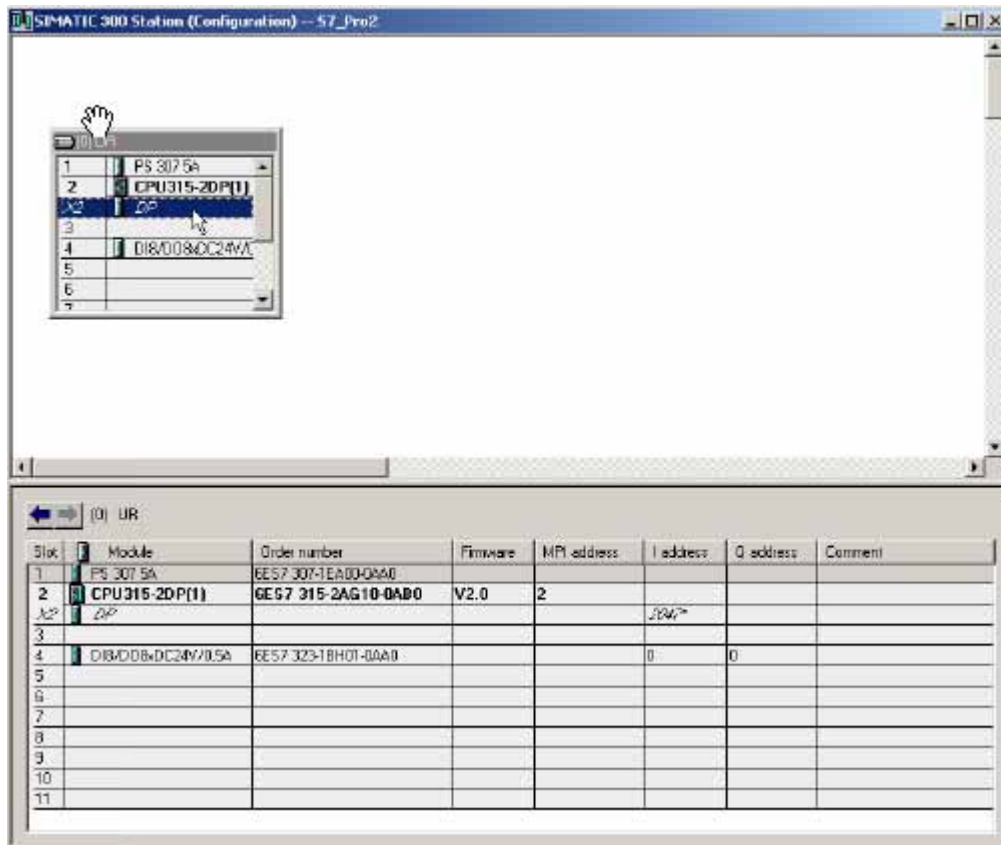 SIMATIC 300 Station (Configuration) -- S7_Pro2
(0) UR
1 PS 307 5A
2 CPU315-2DP(1)
X2 DP
3
4 DI8/DO8xDC24V/
5
6
7
(0) UR
Slot Module Order number Firmware MPI address I address Q address Comment
1 PS 307 5A 6ES7 307-1EA00-0AA0
2 CPU315-2DP(1) 6ES7 315-2AG10-0AB0 V2.0 2
X2 DP 2047*
3
4 DI8/DO8xDC24V/0.5A 6ES7 323-1BH01-0AA0 0 0
5
6
7
8
9
10
11